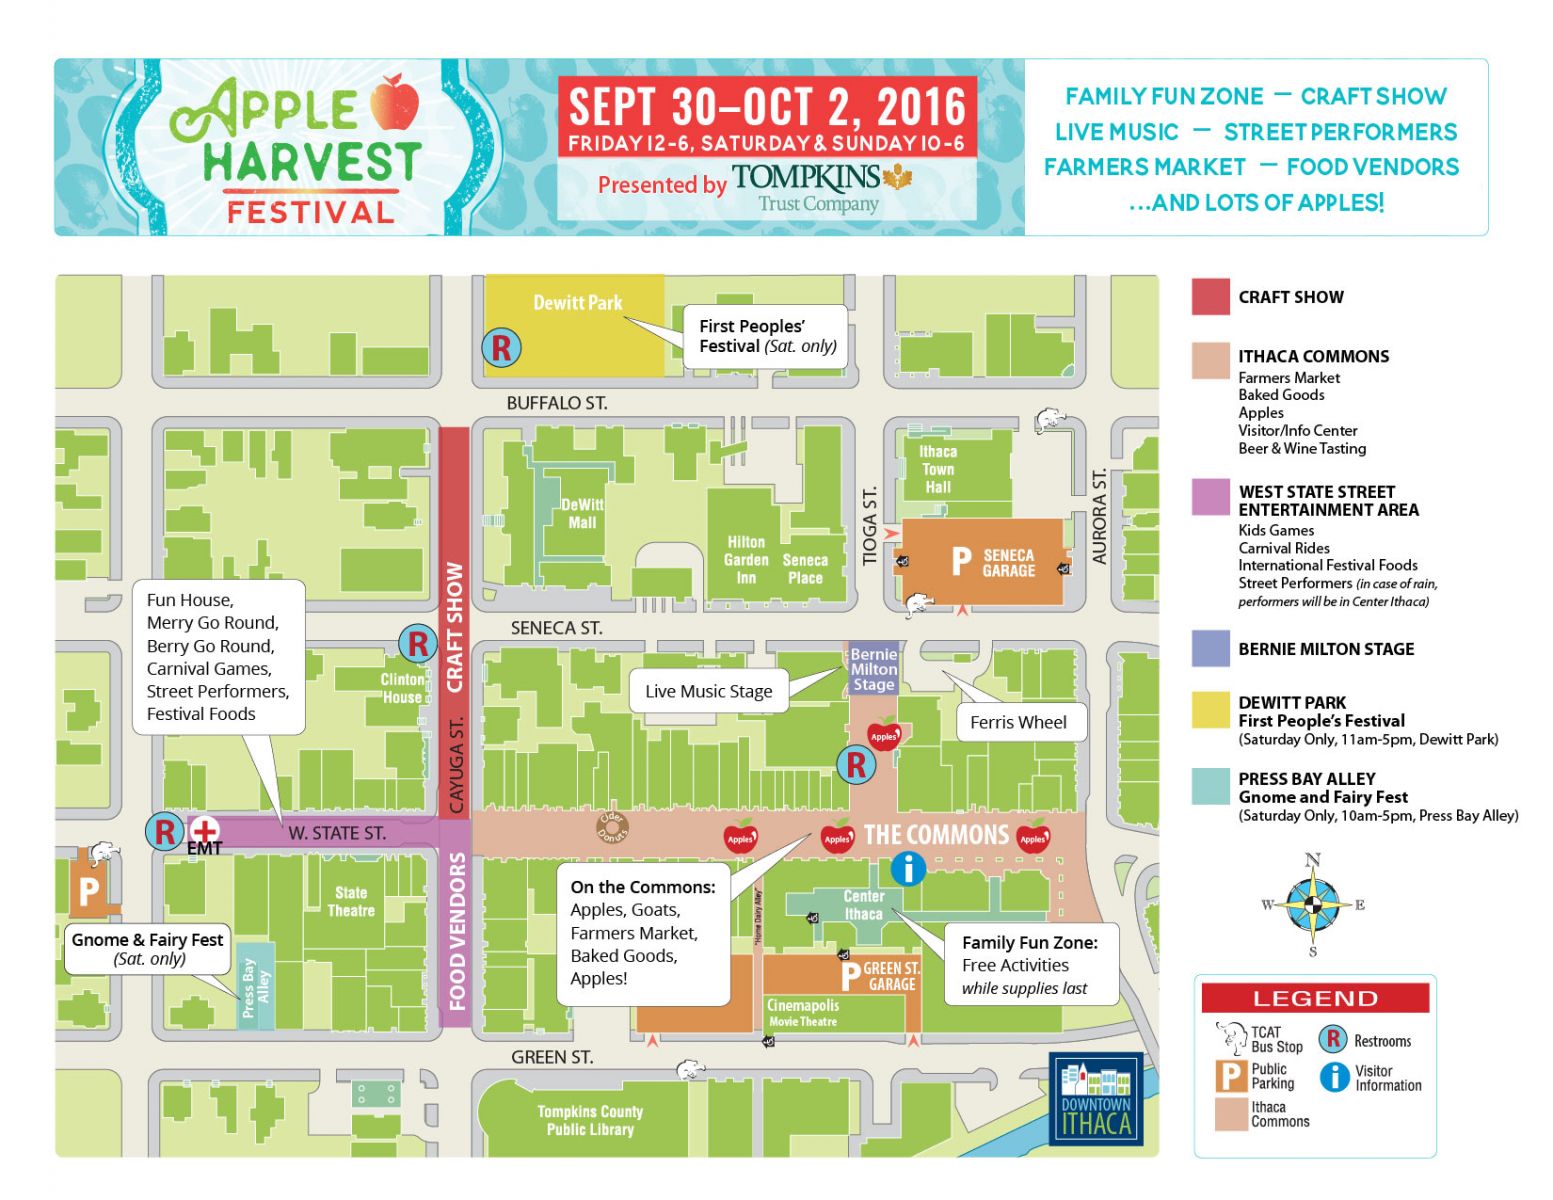 APPLE
HARVEST
FESTIVAL
SEPT 30–OCT 2, 2016
FRIDAY 12-6, SATURDAY & SUNDAY 10-6
Presented by TOMPKINS
Trust Company
FAMILY FUN ZONE — CRAFT SHOW
LIVE MUSIC — STREET PERFORMERS
FARMERS MARKET — FOOD VENDORS
...AND LOTS OF APPLES!
Dewitt Park
First Peoples’
Festival (Sat. only)
R
BUFFALO ST.
Ithaca
Town
Hall
DeWitt
Mall
TIOGA ST.
AURORA ST.
Hilton
Garden
Inn
Seneca
Place
P SENECA
GARAGE
Fun House,
Merry Go Round,
Berry Go Round,
Carnival Games,
Street Performers,
Festival Foods
CRAFT SHOW
SENECA ST.
R
Clinton
House
Bernie
Milton
Stage
Live Music Stage
Ferris Wheel
Apples
R
CAYUGA ST.
R
EMT
W. STATE ST.
Cider
Donuts
Apples
Apples
THE COMMONS
Apples
i
P
State
Theatre
FOOD VENDORS
On the Commons:
Apples, Goats,
Farmers Market,
Baked Goods,
Apples!
"Home Dairy Alley"
Center
Ithaca
Gnome & Fairy Fest
(Sat. only)
Press Bay
Alley
Family Fun Zone:
Free Activities
while supplies last
P GREEN ST.
GARAGE
Cinemapolis
Movie Theatre
GREEN ST.
Tompkins County
Public Library
DOWNTOWN
ITHACA
CRAFT SHOW
ITHACA COMMONS
Farmers Market
Baked Goods
Apples
Visitor/Info Center
Beer & Wine Tasting
WEST STATE STREET
ENTERTAINMENT AREA
Kids Games
Carnival Rides
International Festival Foods
Street Performers (in case of rain,
performers will be in Center Ithaca)
BERNIE MILTON STAGE
DEWITT PARK
First People’s Festival
(Saturday Only, 11am-5pm, Dewitt Park)
PRESS BAY ALLEY
Gnome and Fairy Fest
(Saturday Only, 10am-5pm, Press Bay Alley)
N
W E
S
LEGEND
TCAT
Bus Stop
R Restrooms
P Public
Parking
i Visitor
Information
Ithaca
Commons